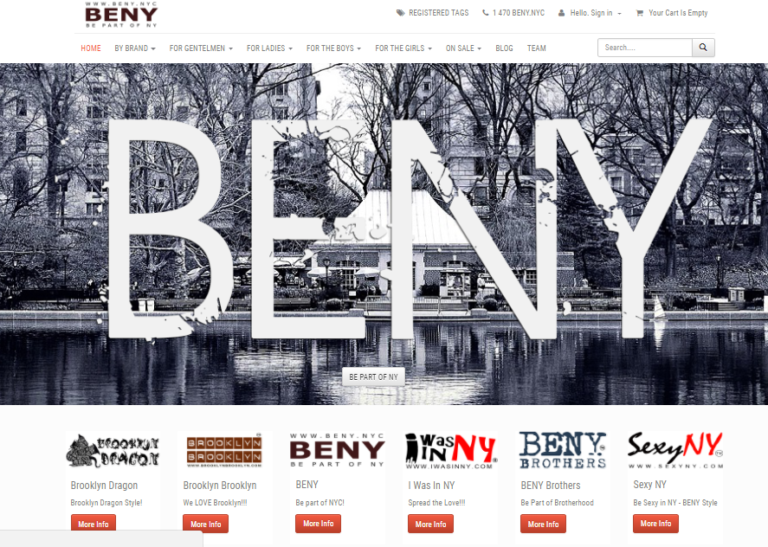 WWW.BENY.NYC
BENY
BE PART OF NY
REGISTERED TAGS
1 470 BENY.NYC
Hello. Sign in
Your Cart Is Empty
HOME
BY BRAND
FOR GENTELMEN
FOR LADIES
FOR THE BOYS
FOR THE GIRLS
ON SALE
BLOG
TEAM
Search....
BENY
BE PART OF NY
BROOKLYN
DRAGON
BROOKLYN
BROOKLYN
WWW.BROOKLYNBROOKLYN.COM
WWW.BENY.NYC
BENY
BE PART OF NY
I Was IN NY.®
WWW.IWASINNY.COM
BENY®
BROTHERS
Sexy NY
WWW.SEXYNY.COM
Brooklyn Dragon
Brooklyn Brooklyn
BENY
I Was In NY
BENY Brothers
Sexy NY
Brooklyn Dragon Style!
We LOVE Brooklyn!!!
Be part of NYC!
Spread the Love!!!
Be Part of Brotherhood
Be Sexy in NY - BENY Style
More Info
More Info
More Info
More Info
More Info
More Info